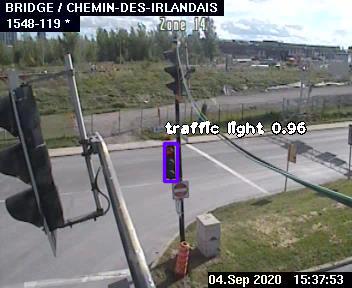 BRIDGE / CHEMIN-DES-IRLANDAIS
1548-119 *
Zone 14
traffic light 0.96
04.Sep 2020 15:37:53